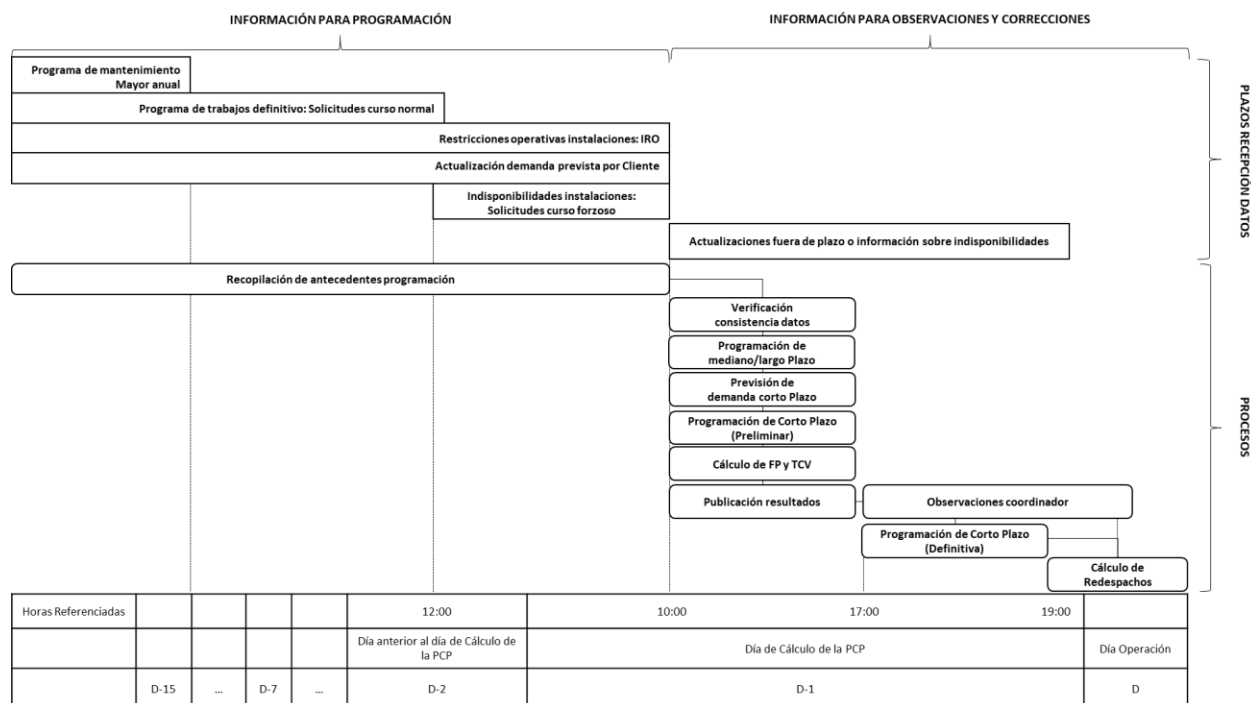 INFORMACIÓN PARA PROGRAMACIÓN
INFORMACIÓN PARA OBSERVACIONES Y CORRECCIONES
Programa de mantenimiento
Mayor anual
Programa de trabajos definitivo: Solicitudes curso normal
Restricciones operativas instalaciones: IRO
Actualización demanda prevista por Cliente
Indisponibilidades instalaciones:
Solicitudes curso forzoso
Actualizaciones fuera de plazo o información sobre indisponibilidades
PLAZOS RECEPCIÓN DATOS
Recopilación de antecedentes programación
Verificación
consistencia datos
Programación de
mediano/largo Plazo
Previsión de
demanda corto Plazo
Programación de Corto Plazo
(Preliminar)
Cálculo de FP y TCV
Publicación resultados
Observaciones coordinador
Programación de Corto Plazo
(Definitiva)
Cálculo de
Redespachos
PROCESOS
Horas Referenciadas
12:00
10:00
17:00
19:00
Día anterior al día de Cálculo de
la PCP
Día de Cálculo de la PCP
Día Operación
D-15
...
D-7
...
D-2
D-1
D